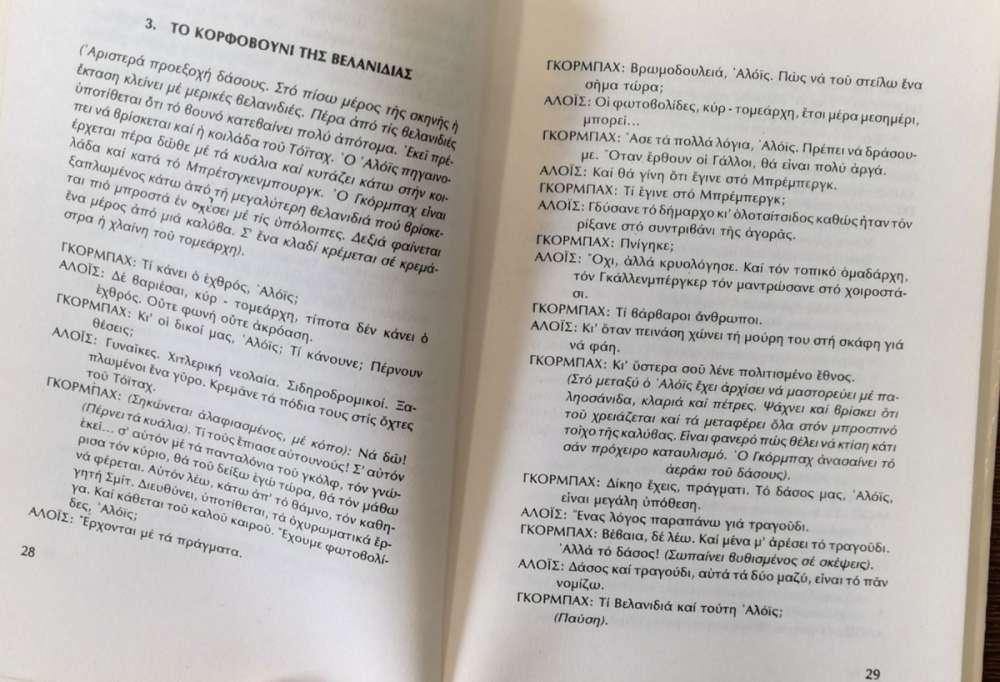 3. ΤΟ ΚΟΡΦΟΒΟΥΝΙ ΤΗΣ ΒΕΛΑΝΙΔΙΑΣ
(Ἀριστερά προεξοχή δάσους. Στό πίσω μέρος τῆς σκηνῆς ἡ
ἔκταση κλείνει μέ μερικές βελανιδιές. Πέρα ἀπό τίς βελανιδιές
ὑποτίθεται ὅτι τό βουνό κατεβαίνει πολύ ἀπότομα. Ἐκεῖ πρέ-
πει νά βρίσκεται καί ἡ κοιλάδα τοῦ Τόϊταχ. Ὁ Ἀλόϊς πηγαινο-
έρχεται πέρα δῶθε μέ τά κυάλια καί κυτάζει κάτω στήν κοι-
λάδα καί κατά τό Μπρέτσγκενμπουργκ. Ὁ Γκόρμπαχ εἶναι
ξαπλωμένος κάτω ἀπό τή μεγαλύτερη βελανιδιά πού βρίσκε-
ται πιό μπροστά ἐν σχέσει μέ τίς ὑπόλοιπες. Δεξιά φαίνεται
ἕνα μέρος ἀπό μιά καλύβα. Σ' ἕνα κλαδί κρέμεται σέ κρεμά-
στρα ἡ χλαίνη τοῦ τομεάρχη).
ΓΚΟΡΜΠΑΧ: Τί κάνει ὁ ἐχθρός, Ἀλόϊς;
ΑΛΟΪΣ: Δέ βαριέσαι, κύρ - τομεάρχη, τίποτα δέν κάνει ὁ
ἐχθρός. Οὔτε φωνή οὔτε ἀκρόαση.
ΓΚΟΡΜΠΑΧ: Κι' οἱ δικοί μας, Ἀλόϊς; Τί κάνουνε; Πέρνουν
θέσεις;
ΑΛΟΪΣ: Γυναῖκες. Χιτλερική νεολαία. Σιδηροδρομικοί. Ξα-
πλωμένοι ἕνα γῦρο. Κρεμᾶνε τά πόδια τους στίς ὄχτες
τοῦ Τόϊταχ.
ΓΚΟΡΜΠΑΧ: (Σηκώνεται ἀλαφιασμένος, μέ κόπο): Νά δῶ!
(Πέρνει τά κυάλια). Τί τούς ἔπιασε αὐτουνούς! Σ' αὐτόν
ἐκεῖ... σ' αὐτόν μέ τά πανταλόνια τοῦ γκόλφ, τόν γνώ-
ρισα τόν κύριο, θά τοῦ δείξω ἐγώ τώρα, θά τόν μάθω
νά φέρεται. Αὐτόν λέω, κάτω ἀπ' τό θάμνο, τόν καθη-
γητή Σμίτ. Διευθύνει, ὑποτίθεται, τά ὀχυρωματικά ἔρ-
γα. Καί κάθεται τοῦ καλοῦ καιροῦ. Ἔχουμε φωτοβολί-
δες, Ἀλόϊς;
ΑΛΟΪΣ: Ἔρχονται μέ τά πράγματα.
28
ΓΚΟΡΜΠΑΧ: Βρωμοδουλειά, Ἀλόϊς. Πῶς νά τοῦ στείλω ἕνα
σῆμα τώρα;
ΑΛΟΪΣ: Οἱ φωτοβολίδες, κύρ - τομεάρχη, ἔτσι μέρα μεσημέρι,
μπορεῖ...
ΓΚΟΡΜΠΑΧ: Ἄσε τά πολλά λόγια, Ἀλόϊς. Πρέπει νά δράσου-
με. Ὅταν ἔρθουν οἱ Γάλλοι, θά εἶναι πολύ ἀργά.
ΑΛΟΪΣ: Καί θά γίνη ὅτι ἔγινε στό Μπρέμπεργκ.
ΓΚΟΡΜΠΑΧ: Τί ἔγινε στό Μπρέμπεργκ;
ΑΛΟΪΣ: Γδύσανε τό δήμαρχο κι' ὁλοτσίτσιδος καθώς ἦταν τόν
ρίξανε στό συντριβάνι τῆς ἀγορᾶς.
ΓΚΟΡΜΠΑΧ: Πνίγηκε;
ΑΛΟΪΣ: Ὄχι, ἀλλά κρυολόγησε. Καί τόν τοπικό ὁμαδάρχη,
τόν Γκάλλενμπέργκερ τόν μαντρώσανε στό χοιροστά-
σι.
ΓΚΟΡΜΠΑΧ: Τί βάρβαροι ἄνθρωποι.
ΑΛΟΪΣ: Κι' ὅταν πεινάση χώνει τή μούρη του στή σκάφη γιά
νά φάη.
ΓΚΟΡΜΠΑΧ: Κι' ὕστερα σοῦ λένε πολιτισμένο ἔθνος.
(Στό μεταξύ ὁ Ἀλόϊς ἔχει ἀρχίσει νά μαστορεύει μέ πα-
ληοσάνιδα, κλαριά καί πέτρες. Ψάχνει καί βρίσκει ὅτι
τοῦ χρειάζεται καί τά μεταφέρει ὅλα στόν μπροστινό
τοῖχο τῆς καλύβας. Εἶναι φανερό πώς θέλει νά κτίση κάτι
σάν πρόχειρο καταυλισμό. Ὁ Γκόρμπαχ ἀνασαίνει τό
ἀεράκι τοῦ δάσους).
ΓΚΟΡΜΠΑΧ: Δίκηο ἔχεις, πράγματι. Τό δάσος μας, Ἀλόϊς,
εἶναι μεγάλη ὑπόθεση.
ΑΛΟΪΣ: Ἕνας λόγος παραπάνω γιά τραγούδι.
ΓΚΟΡΜΠΑΧ: Βέβαια, δέ λέω. Καί μένα μ' ἀρέσει τό τραγούδι.
Ἀλλά τό δάσος! (Σωπαίνει βυθισμένος σέ σκέψεις).
ΑΛΟΪΣ: Δάσος καί τραγούδι, αὐτά τά δύο μαζύ, εἶναι τό πᾶν
νομίζω.
ΓΚΟΡΜΠΑΧ: Τί Βελανιδιά καί τούτη Ἀλόϊς;
(Παύση).
29